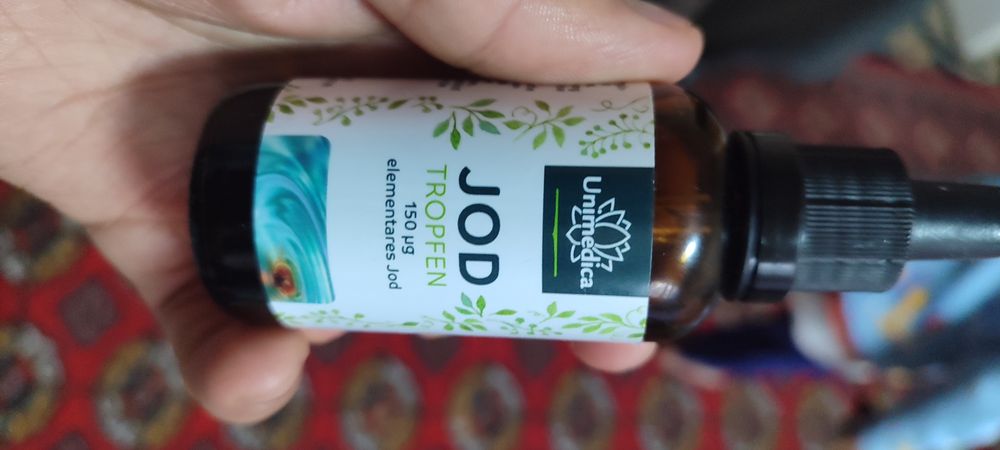 Unimedica
JOD
TROPFEN
150 µg
elementares Jod